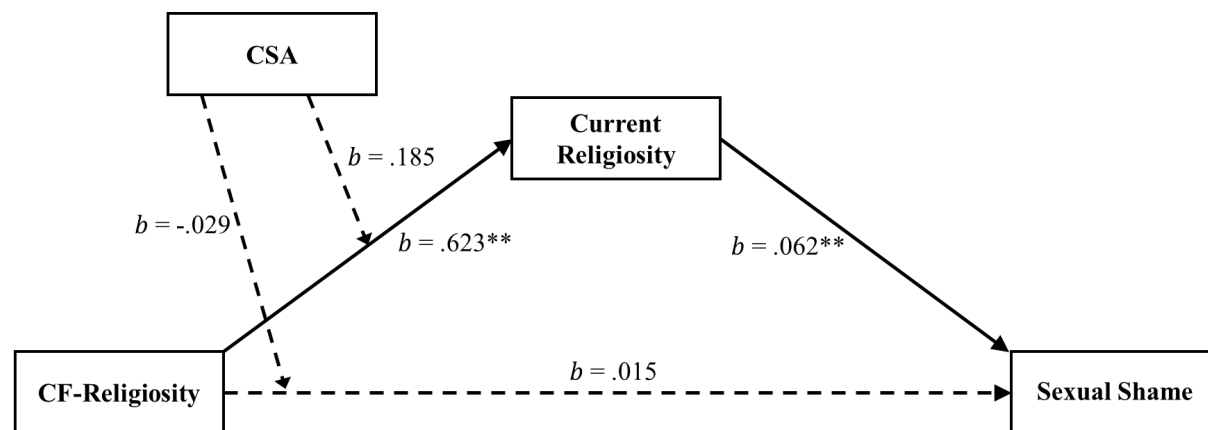 CSA
Current
Religiosity
b = .185
b = -.029
b = .623**
b = .062**
b = .015
CF-Religiosity
Sexual Shame